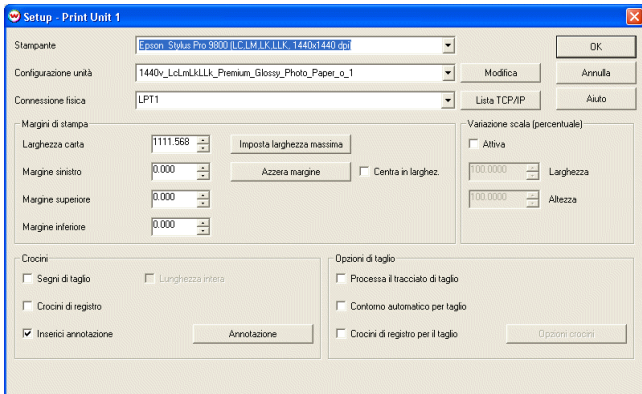 Setup - Print Unit 1
Stampante
Epson Stylus Pro 9800 (LC,LM,LK,LLK, 1440x1440 dpi)
OK
Configurazione unità
1440v_LcLmLkLLk_Premium_Glossy_Photo_Paper_o_1
Modifica
Annulla
Connessione fisica
LPT1
Lista TCP/IP
Aiuto
Margini di stampa
Larghezza carta
1111.568
Imposta larghezza massima
Margine sinistro
0.000
Azzera margine
Centra in larghez.
Margine superiore
0.000
Margine inferiore
0.000
Variazione scala (percentuale)
Attiva
100.0000
Larghezza
100.0000
Altezza
Crocini
Segni di taglio
Lunghezza intera
Crocini di registro
Inserici annotazione
Annotazione
Opzioni di taglio
Processa il tracciato di taglio
Contorno automatico per taglio
Crocini di registro per il taglio
Opzioni crocini